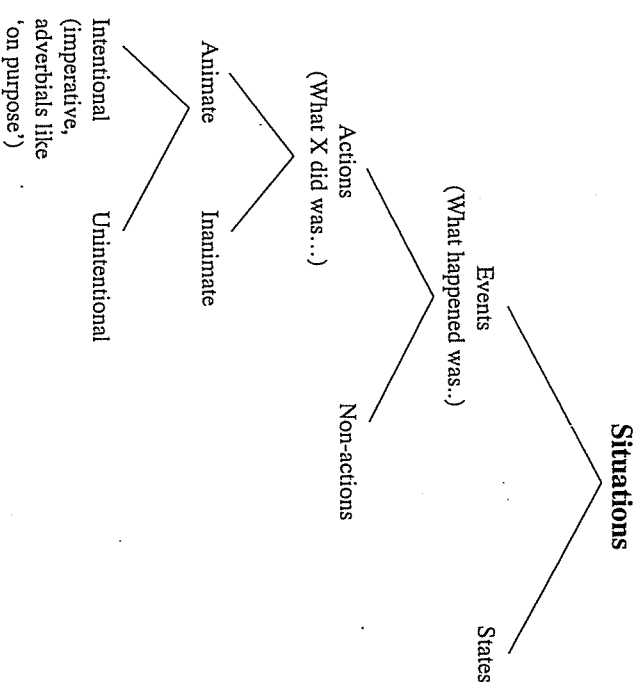 Situations
Events
(What happened was..)
States
Actions
(What X did was...)
Non-actions
Animate
Inanimate
Intentional
(imperative,
adverbials like
‘on purpose’)
Unintentional